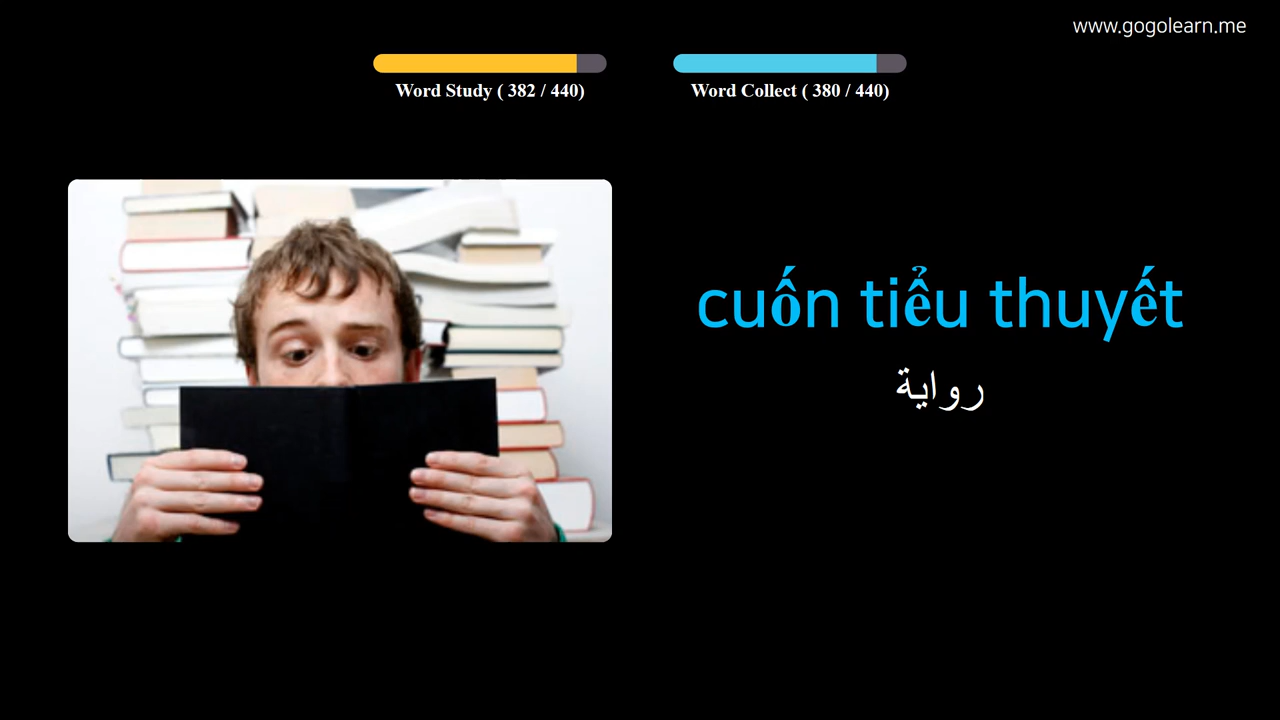 www.gogolearn.me
Word Study ( 382 / 440)
Word Collect ( 380 / 440)
cuốn tiểu thuyết
رواية